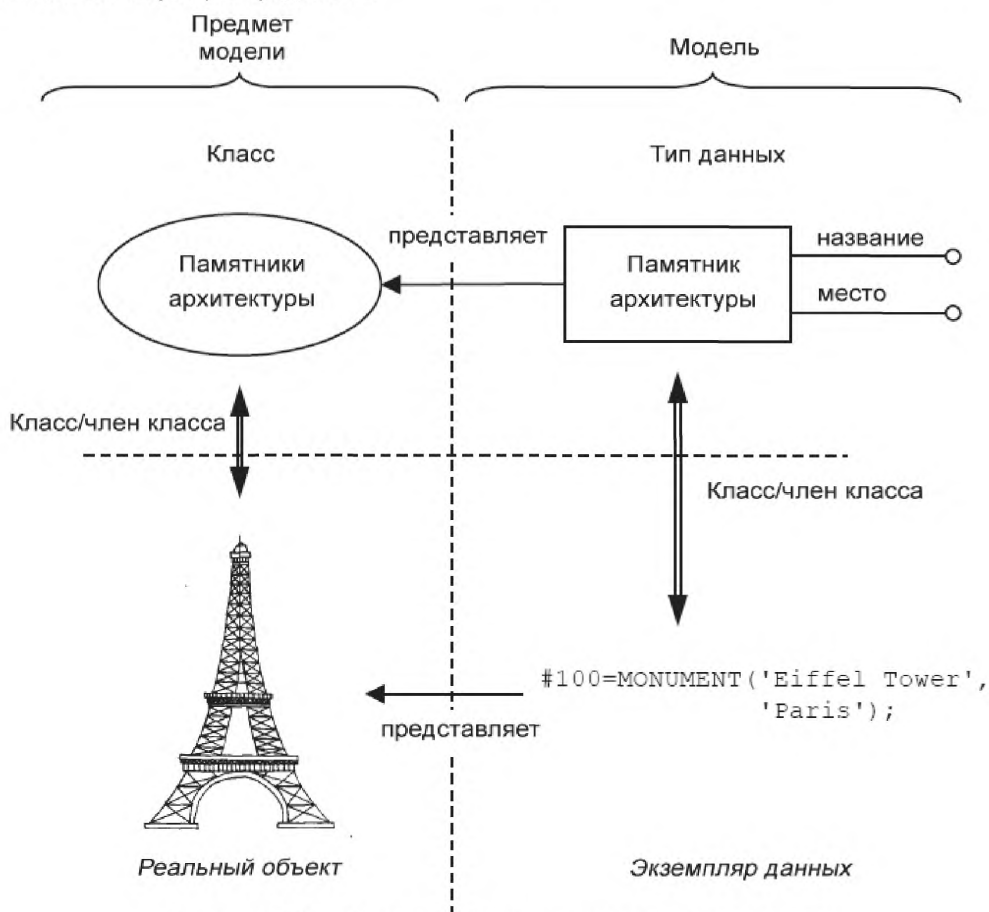 Предмет
модели
Модель
Класс
Тип данных
представляет
название
Памятники
архитектуры
Памятник
архитектуры
место
Класс/член класса
Класс/член класса
#100=MONUMENT('Eiffel Tower',
'Paris');
представляет
Реальный объект
Экземпляр данных